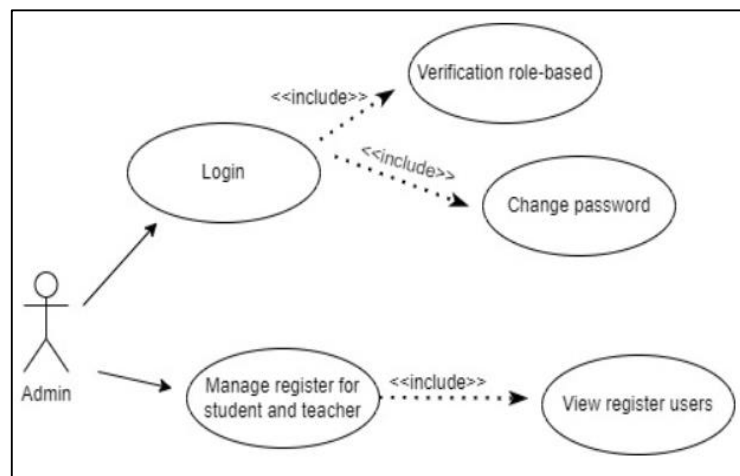 Verification role-based
<<include>>
Login
<<include>>
Change password
Admin
Manage register for
student and teacher
<<include>>
View register users